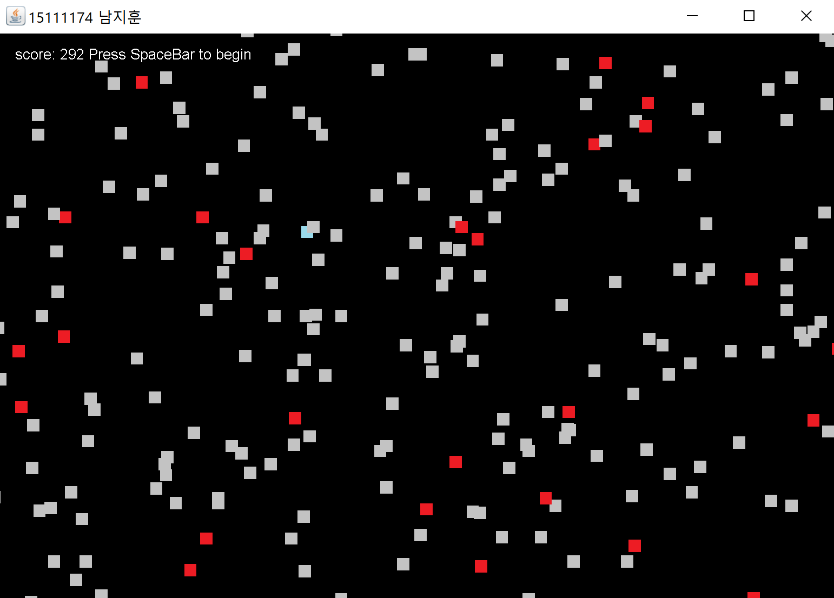 15111174 남지훈
score: 292 Press SpaceBar to begin